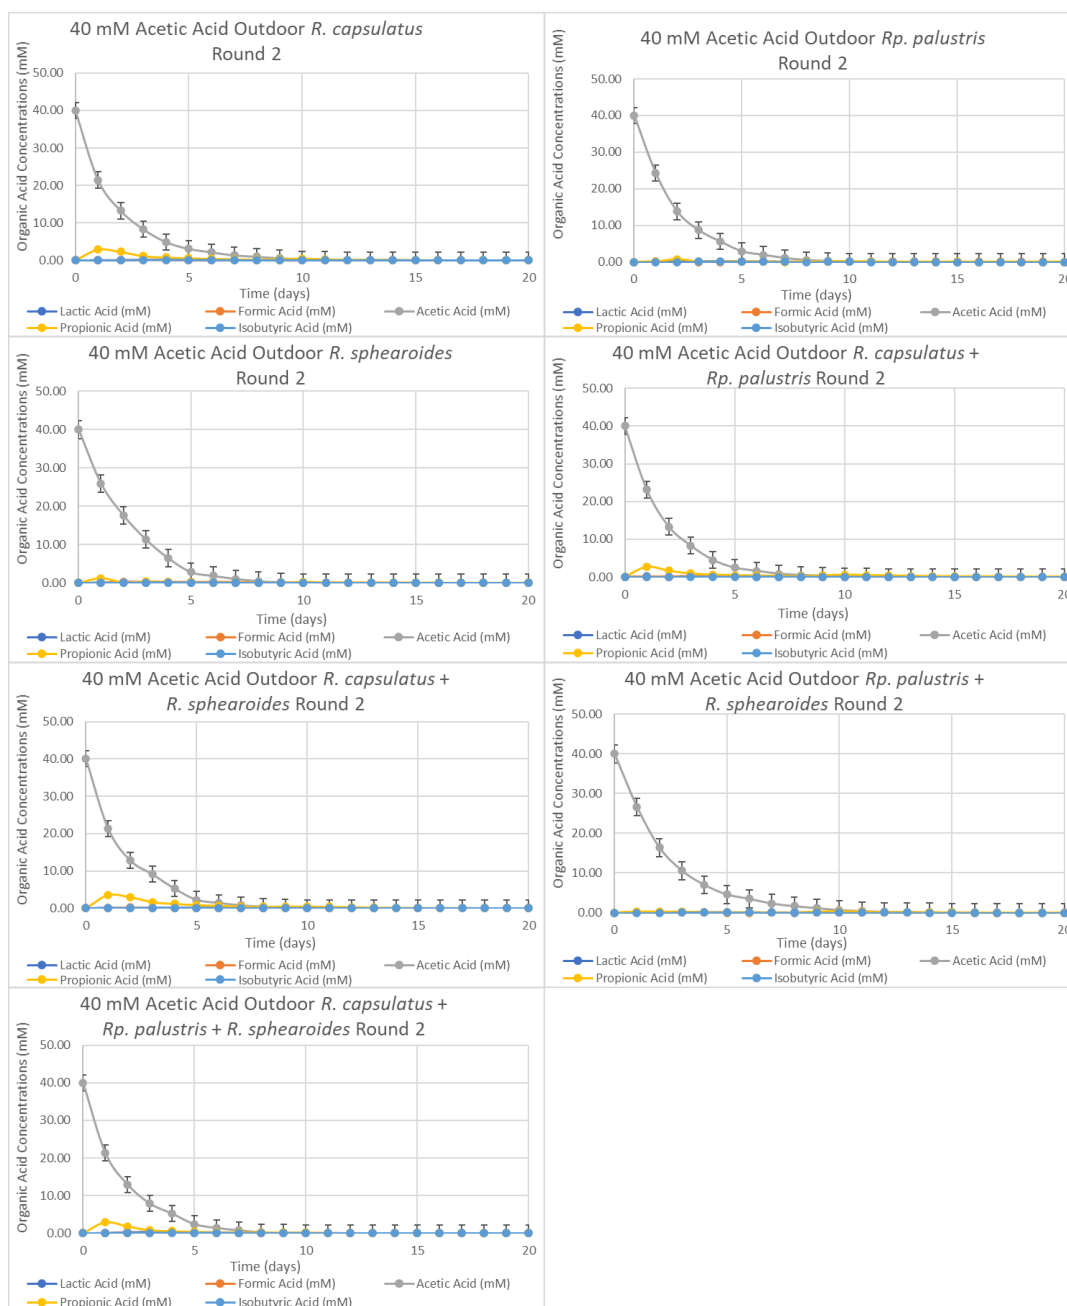 40 mM Acetic Acid Outdoor R. capsulatus
Round 2
Organic Acid Concentrations (mM)
50.00
40.00
30.00
20.00
10.00
0.00
0 5 10 15 20
Time (days)
Lactic Acid (mM) Formic Acid (mM) Acetic Acid (mM)
Propionic Acid (mM) Isobutyric Acid (mM)
40 mM Acetic Acid Outdoor Rp. palustris
Round 2
Organic Acid Concentrations (mM)
50.00
40.00
30.00
20.00
10.00
0.00
0 5 10 15 20
Time (days)
Lactic Acid (mM) Formic Acid (mM) Acetic Acid (mM)
Propionic Acid (mM) Isobutyric Acid (mM)
40 mM Acetic Acid Outdoor R. sphearoides
Round 2
Organic Acid Concentrations (mM)
50.00
40.00
30.00
20.00
10.00
0.00
0 5 10 15 20
Time (days)
Lactic Acid (mM) Formic Acid (mM) Acetic Acid (mM)
Propionic Acid (mM) Isobutyric Acid (mM)
40 mM Acetic Acid Outdoor R. capsulatus +
Rp. palustris Round 2
Organic Acid Concentrations (mM)
50.00
40.00
30.00
20.00
10.00
0.00
0 5 10 15 20
Time (days)
Lactic Acid (mM) Formic Acid (mM) Acetic Acid (mM)
Propionic Acid (mM) Isobutyric Acid (mM)
40 mM Acetic Acid Outdoor R. capsulatus +
R. sphearoides Round 2
Organic Acid Concentrations (mM)
50.00
40.00
30.00
20.00
10.00
0.00
0 5 10 15 20
Time (days)
Lactic Acid (mM) Formic Acid (mM) Acetic Acid (mM)
Propionic Acid (mM) Isobutyric Acid (mM)
40 mM Acetic Acid Outdoor Rp. palustris +
R. sphearoides Round 2
Organic Acid Concentrations (mM)
50.00
40.00
30.00
20.00
10.00
0.00
0 5 10 15 20
Time (days)
Lactic Acid (mM) Formic Acid (mM) Acetic Acid (mM)
Propionic Acid (mM) Isobutyric Acid (mM)
40 mM Acetic Acid Outdoor R. capsulatus +
Rp. palustris + R. sphearoides Round 2
Organic Acid Concentrations (mM)
50.00
40.00
30.00
20.00
10.00
0.00
0 5 10 15 20
Time (days)
Lactic Acid (mM) Formic Acid (mM) Acetic Acid (mM)
Propionic Acid (mM) Isobutyric Acid (mM)